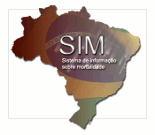 SIM
Sistema de informação
sobre mortalidade